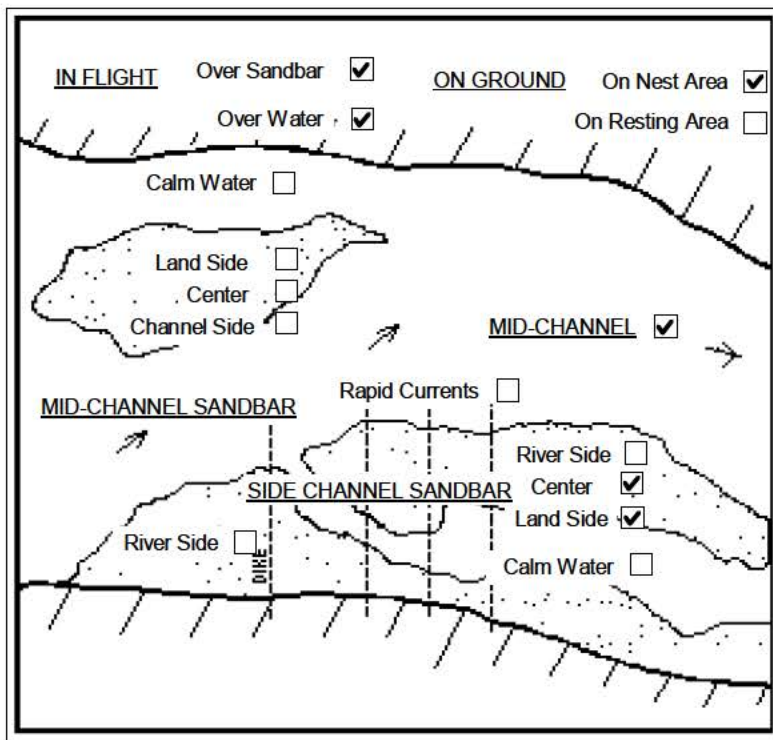 IN FLIGHT Over Sandbar ON GROUND On Nest Area
Over Water On Resting Area
Calm Water
Land Side
Center
Channel Side
MID-CHANNEL
Rapid Currents
MID-CHANNEL SANDBAR
River Side
SIDE CHANNEL SANDBAR Center
Land Side
River Side
DIKE
Calm Water